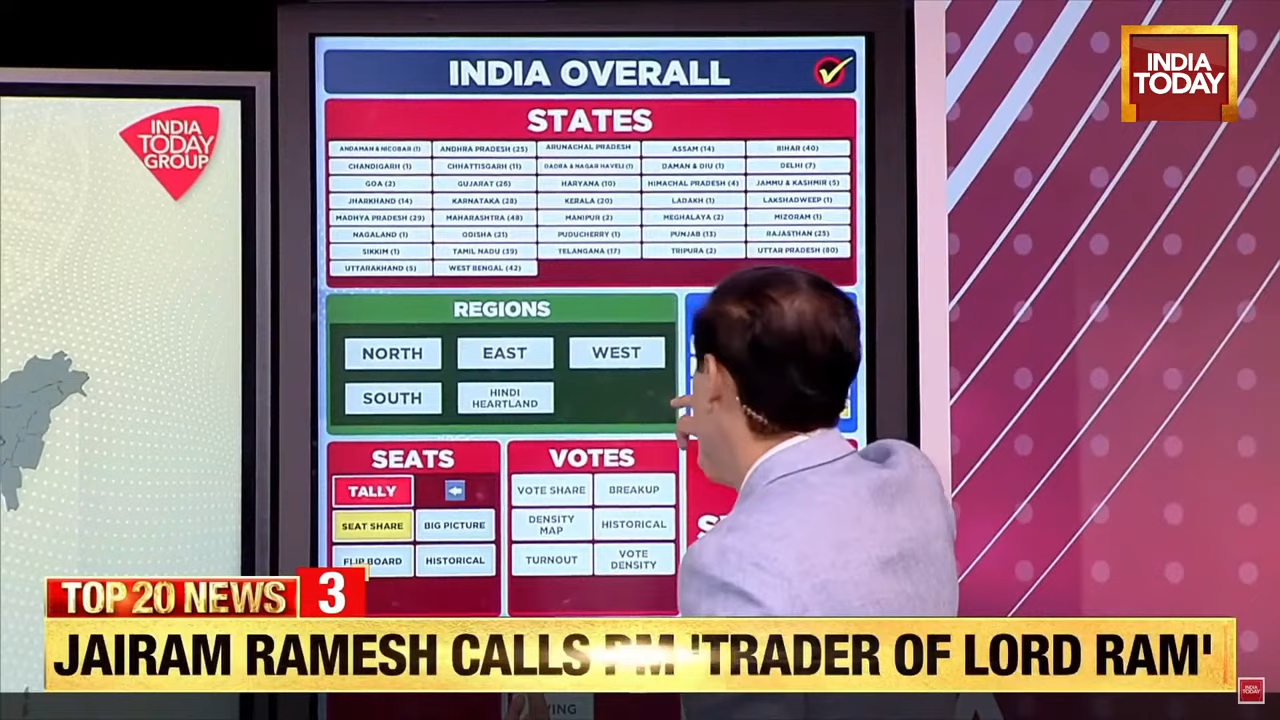 INDIA OVERALL
INDIA
TODAY
INDIA
TODAY
GROUP
STATES
ANDAMAN & NICOBAR (1) ANDHRA PRADESH (25) ARUNACHAL PRADESH ASSAM (14) BIHAR (40)
CHANDIGARH (1) CHHATTISGARH (11) DADRA & NAGAR HAVELI (1) DAMAN & DIU (1) DELHI (7)
GOA (2) GUJARAT (26) HARYANA (10) HIMACHAL PRADESH (4) JAMMU & KASHMIR (5)
JHARKHAND (14) KARNATAKA (28) KERALA (20) LADAKH (1) LAKSHADWEEP (1)
MADHYA PRADESH (29) MAHARASHTRA (48) MANIPUR (2) MEGHALAYA (2) MIZORAM (1)
NAGALAND (1) ODISHA (21) PUDUCHERRY (1) PUNJAB (13) RAJASTHAN (25)
SIKKIM (1) TAMIL NADU (39) TELANGANA (17) TRIPURA (2) UTTAR PRADESH (80)
UTTARAKHAND (5) WEST BENGAL (42)
REGIONS
NORTH EAST WEST
SOUTH HINDI
HEARTLAND
SEATS
TALLY
SEAT SHARE BIG PICTURE
FLIP BOARD HISTORICAL
VOTES
VOTE SHARE BREAKUP
DENSITY
MAP
HISTORICAL
TURNOUT
VOTE
DENSITY
TOP 20 NEWS 3
JAIRAM RAMESH CALLS PM 'TRADER OF LORD RAM'
INDIA
TODAY